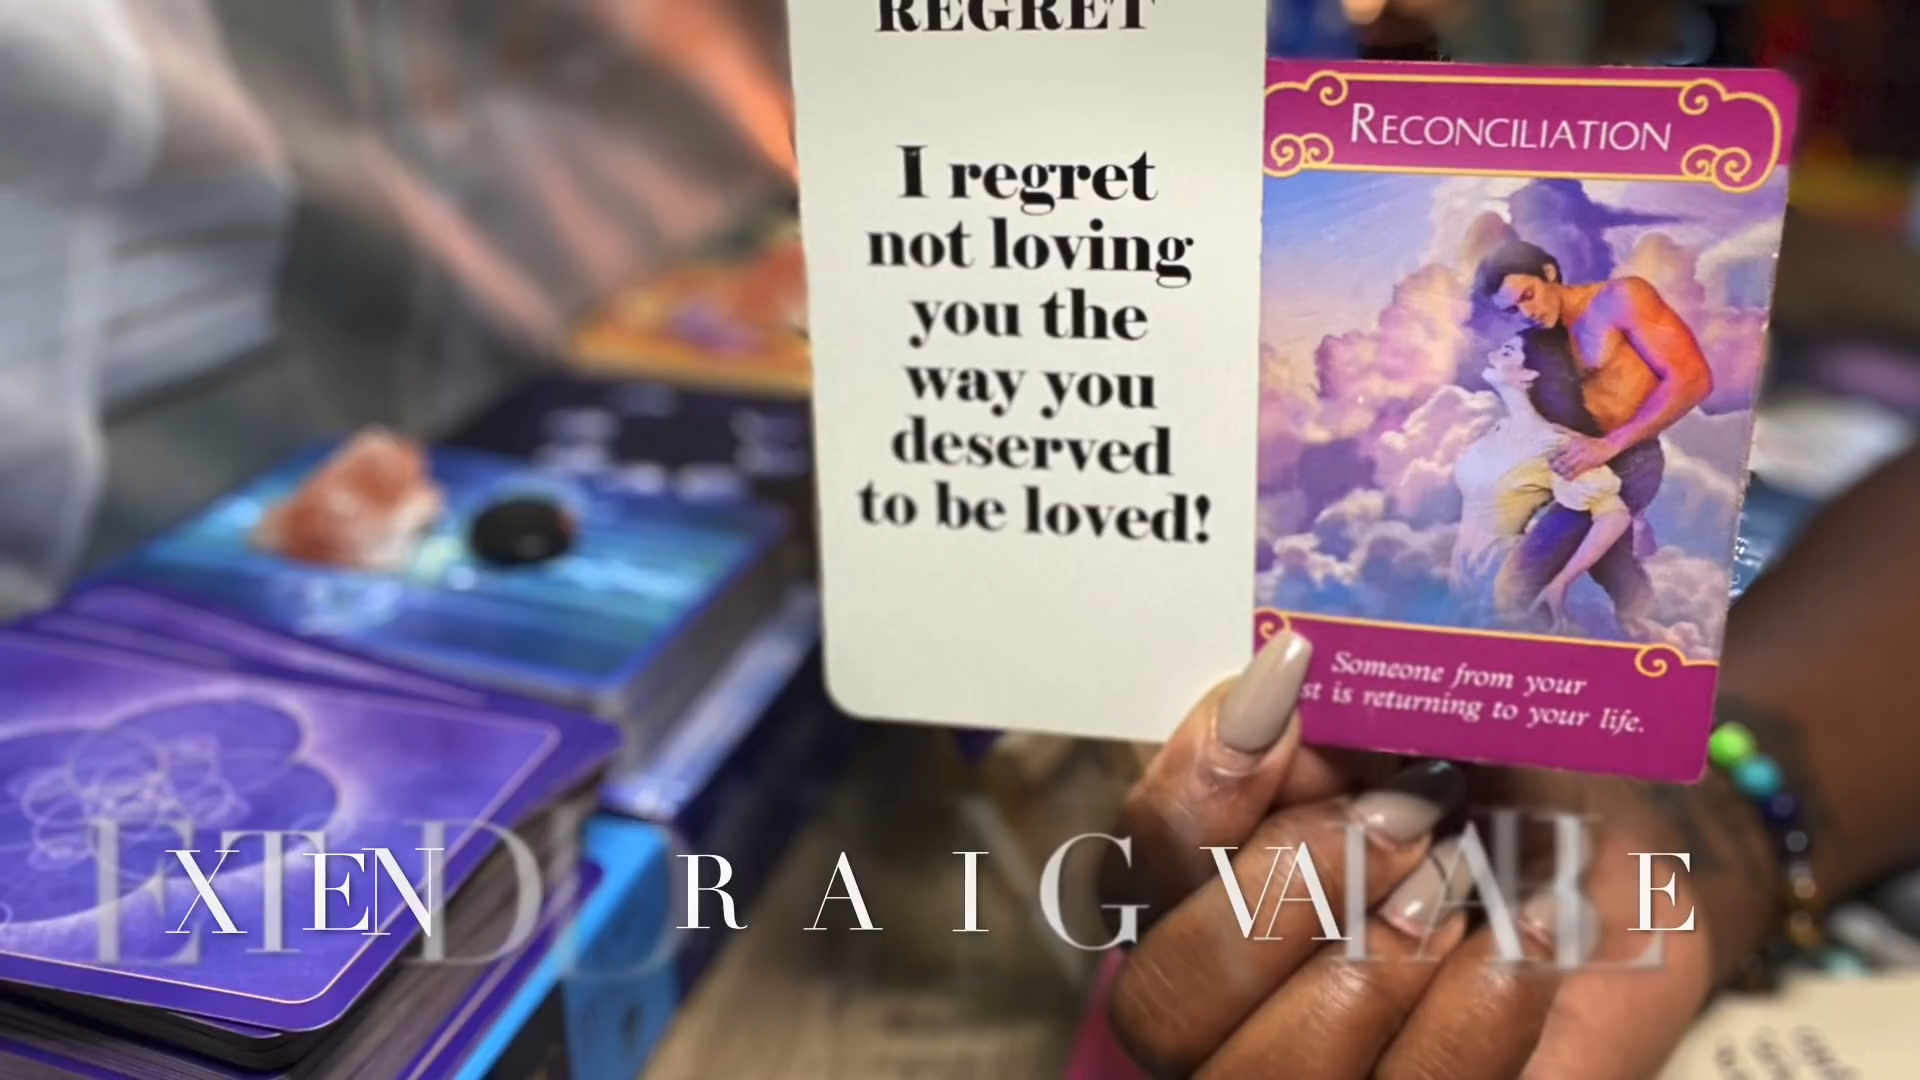 REGRET
I regret
not loving
you the
way you
deserved
to be loved!
RECONCILIATION
Someone from your
st is returning to your life.